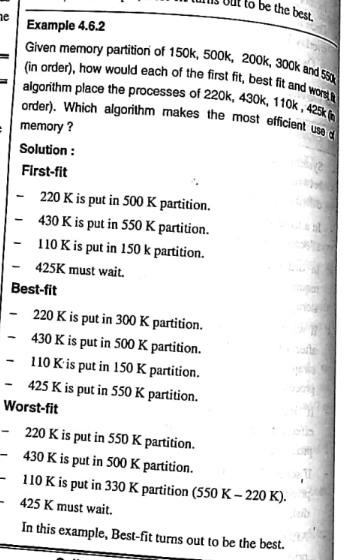 out to be the best.
Example 4.6.2
Given memory partition of 150k, 500k, 200k, 300k and 550k
(in order), how would each of the first fit, best fit and worst fit
algorithm place the processes of 220k, 430k, 110k , 425k (in
order). Which algorithm makes the most efficient use of
memory ?
Solution :
First-fit
– 220 K is put in 500 K partition.
– 430 K is put in 550 K partition.
– 110 K is put in 150 k partition.
– 425K must wait.
Best-fit
– 220 K is put in 300 K partition.
– 430 K is put in 500 K partition.
– 110 K is put in 150 K partition.
– 425 K is put in 550 K partition.
Worst-fit
– 220 K is put in 550 K partition.
– 430 K is put in 500 K partition.
– 110 K is put in 330 K partition (550 K – 220 K).
– 425 K must wait.
In this example, Best-fit turns out to be the best.